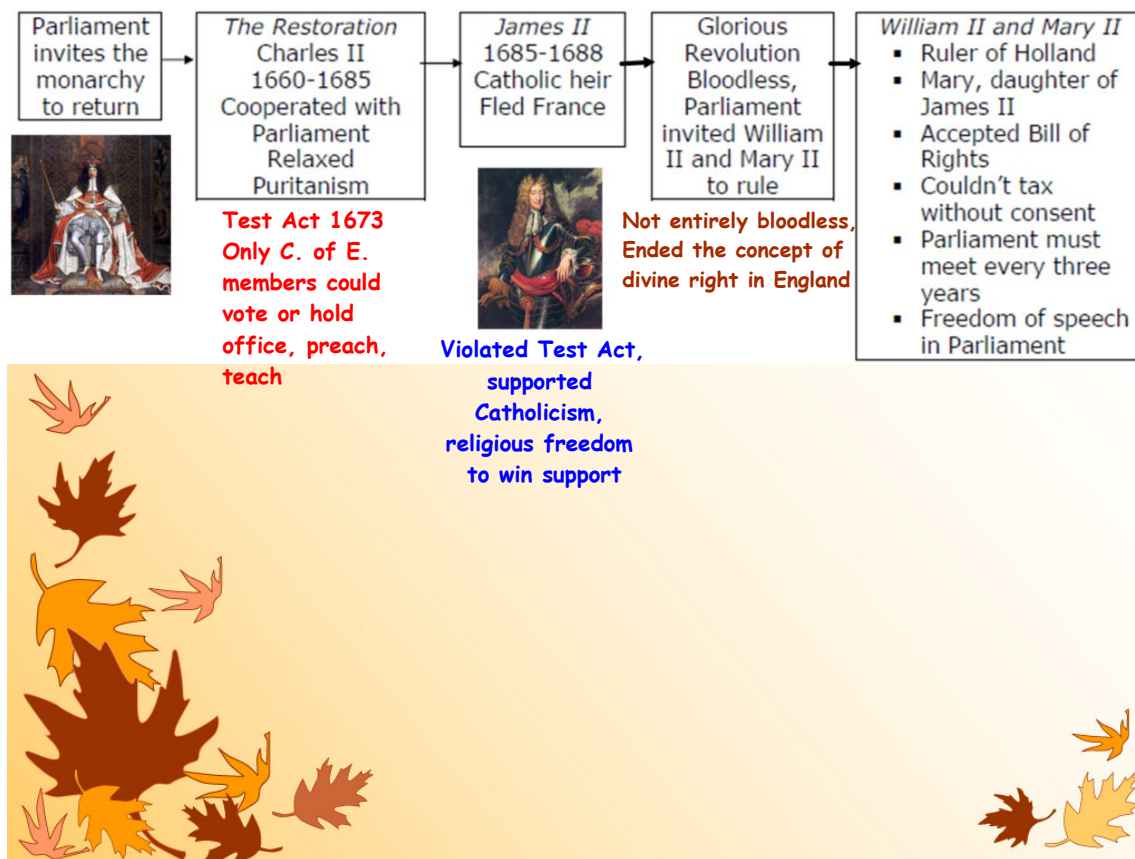 Parliament
invites the
monarchy
to return
The Restoration
Charles II
1660-1685
Cooperated with
Parliament
Relaxed
Puritanism
Test Act 1673
Only C. of E.
members could
vote or hold
office, preach,
teach
James II
1685-1688
Catholic heir
Fled France
Violated Test Act,
supported
Catholicism,
religious freedom
to win support
Glorious
Revolution
Bloodless,
Parliament
invited William
II and Mary II
to rule
Not entirely bloodless,
Ended the concept of
divine right in England
William II and Mary II
▪ Ruler of Holland
▪ Mary, daughter of
James II
▪ Accepted Bill of
Rights
▪ Couldn't tax
without consent
▪ Parliament must
meet every three
years
▪ Freedom of speech
in Parliament